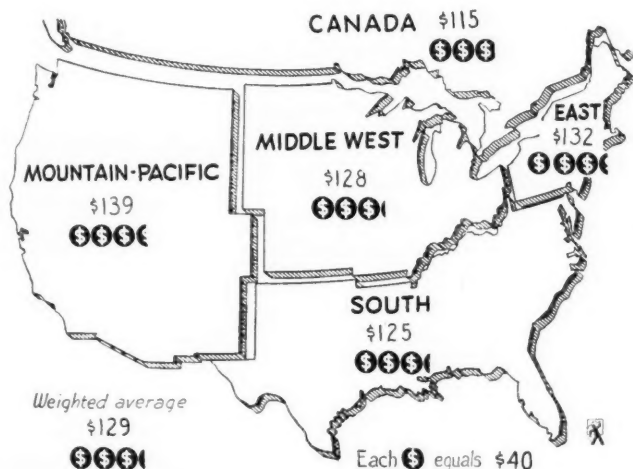 CANADA $115
EAST
$132
MIDDLE WEST
$128
MOUNTAIN-PACIFIC
$139
SOUTH
$125
Weighted average
$129
Each $ equals $40